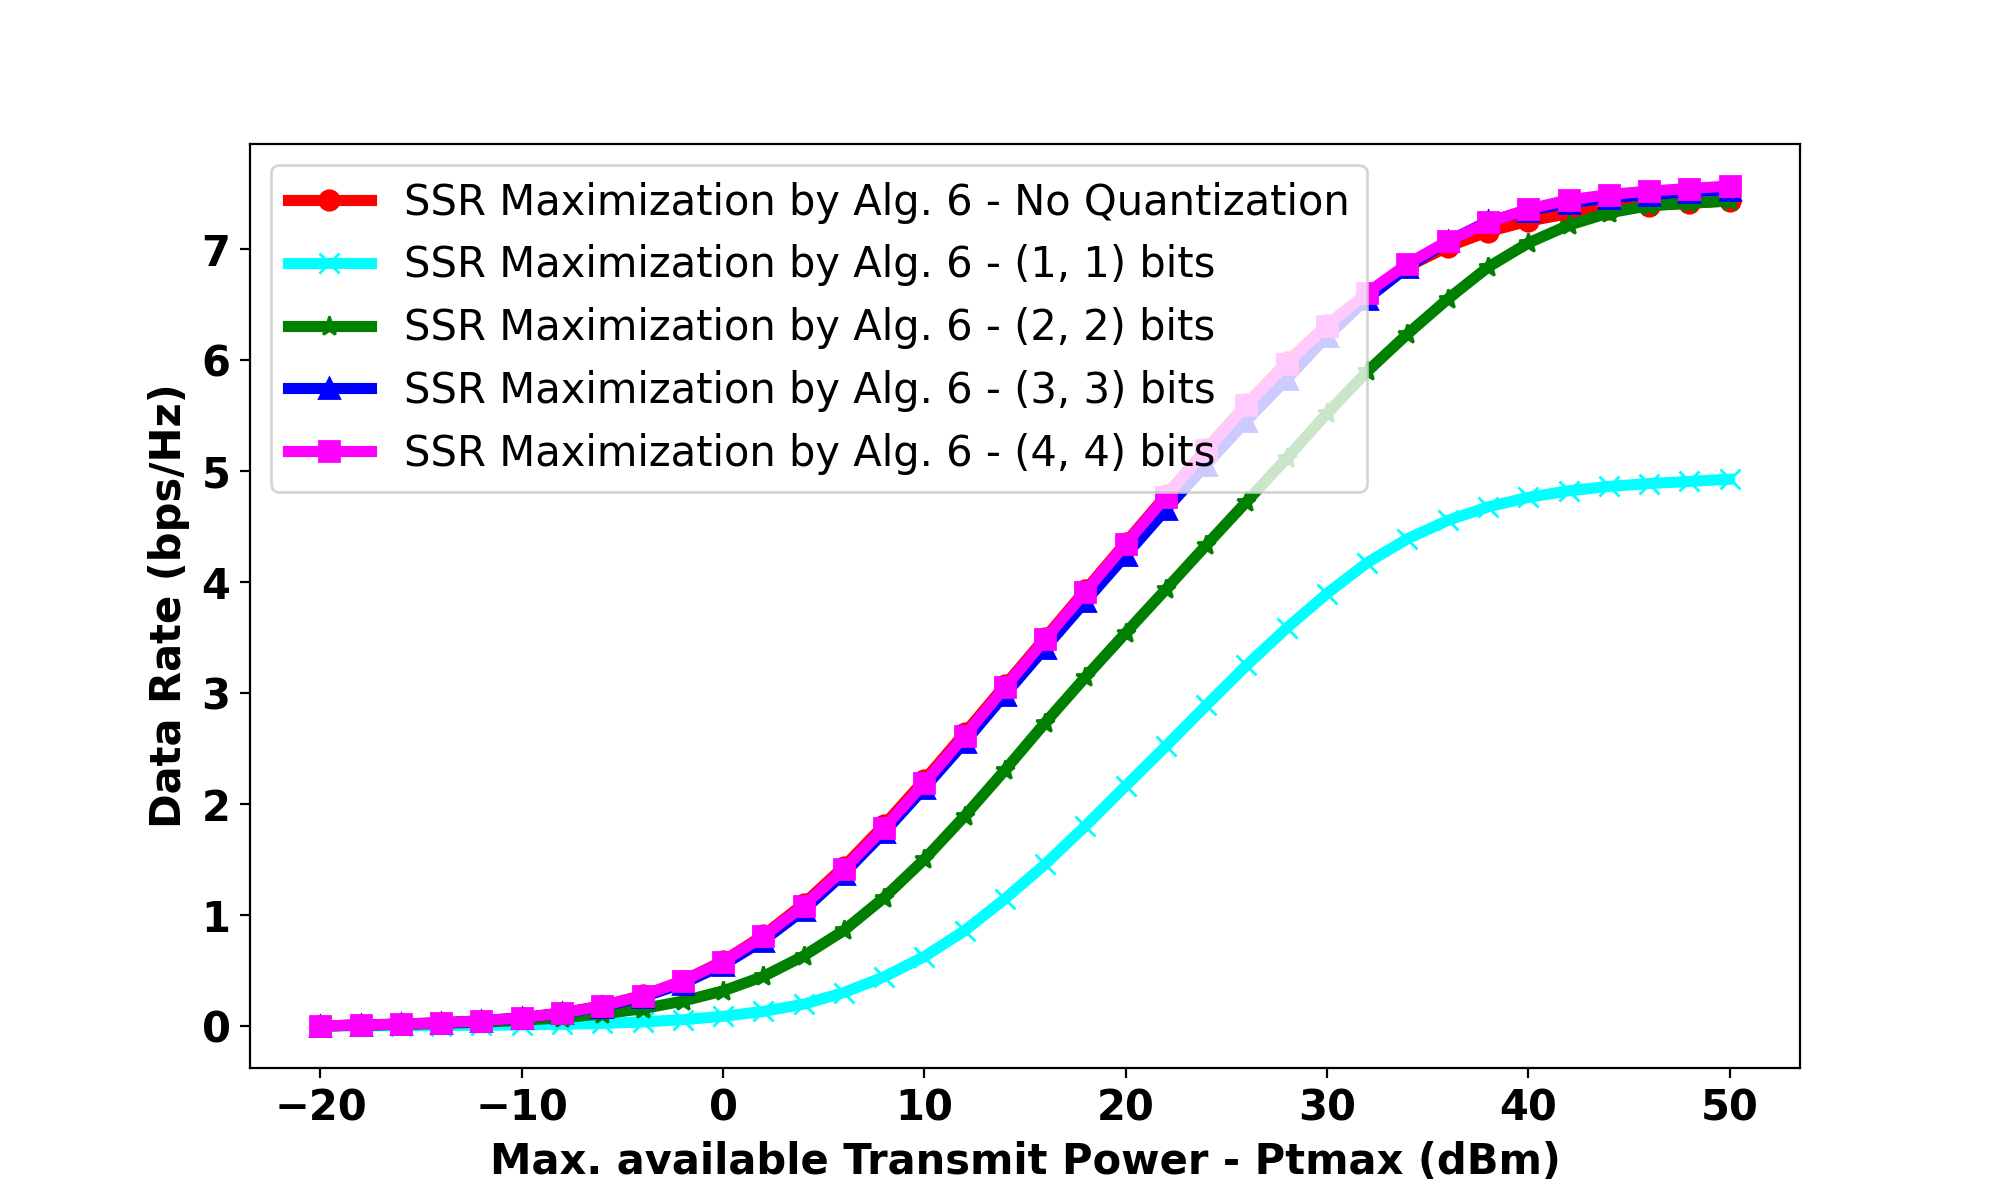 SSR Maximization by Alg. 6 - No Quantization
SSR Maximization by Alg. 6 - (1, 1) bits
SSR Maximization by Alg. 6 - (2, 2) bits
SSR Maximization by Alg. 6 - (3, 3) bits
SSR Maximization by Alg. 6 - (4, 4) bits
Data Rate (bps/Hz)
7
6
5
4
3
2
1
0
−20 −10 0 10 20 30 40 50
Max. available Transmit Power - Ptmax (dBm)